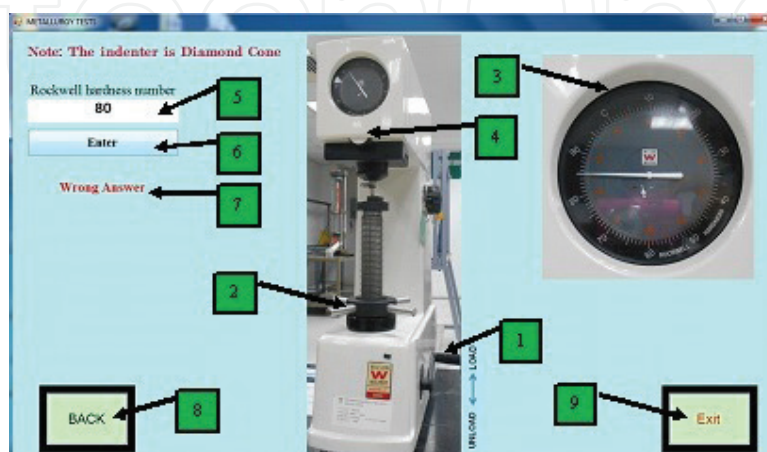 METALLURGY TESTS
Note: The indenter is Diamond Cone
Rockwell hardness number
80
Enter
Wrong Answer
5
6
7
4
3
2
1
W
UNLOAD
LOAD
BACK
8
9
Exit